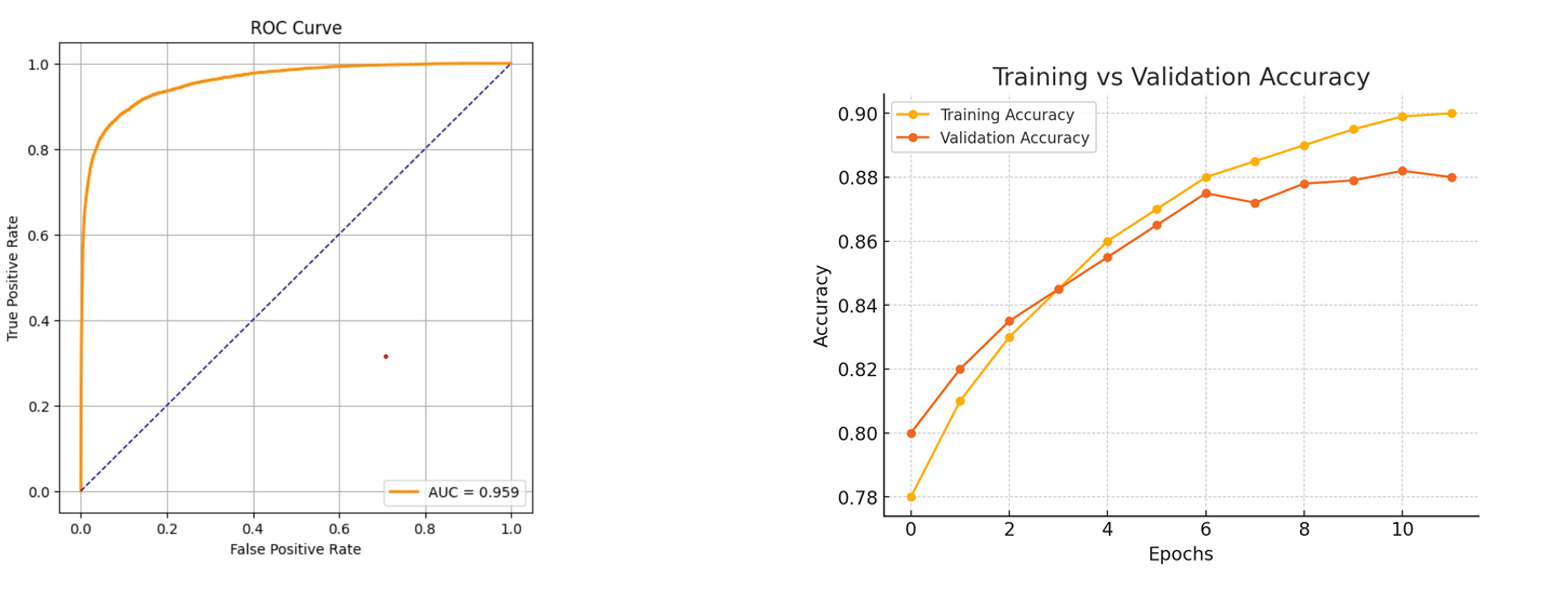 ROC Curve
1.0
0.8
0.6
0.4
0.2
0.0
True Positive Rate
AUC = 0.959
0.0 0.2 0.4 0.6 0.8 1.0
False Positive Rate
Training vs Validation Accuracy
Training Accuracy
Validation Accuracy
0.90
0.88
0.86
0.84
0.82
0.80
0.78
Accuracy
0 2 4 6 8 10
Epochs